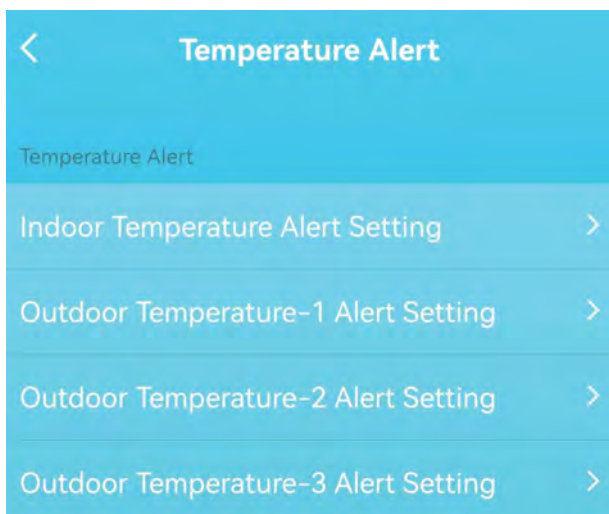 Temperature Alert
Temperature Alert
Indoor Temperature Alert Setting
Outdoor Temperature-1 Alert Setting
Outdoor Temperature-2 Alert Setting
Outdoor Temperature-3 Alert Setting